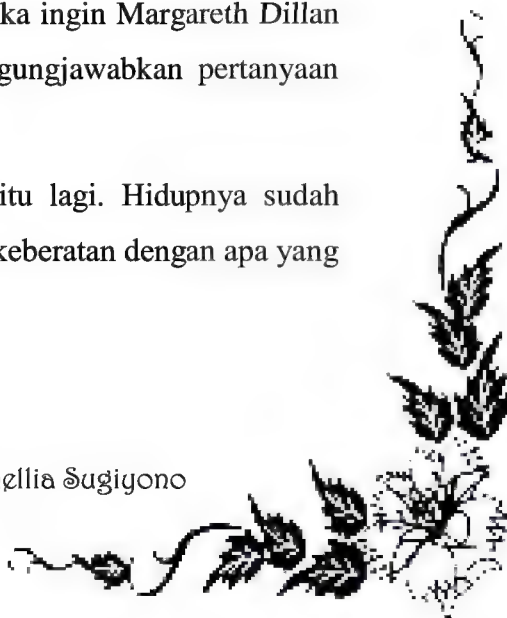 ka ingin Margareth Dillan
gungjawabkan pertanyaan
itu lagi. Hidupnya sudah
keberatan dengan apa yang
ellia Sugiyono